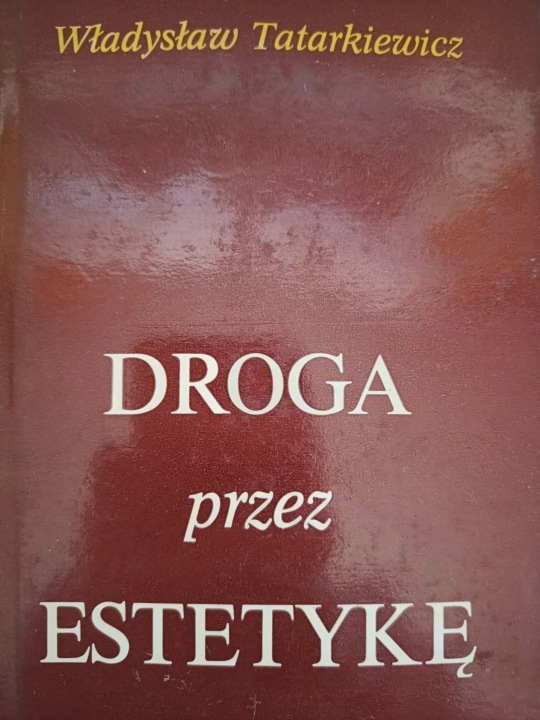 Władysław Tatarkiewicz
DROGA
przez
ESTETYKĘ